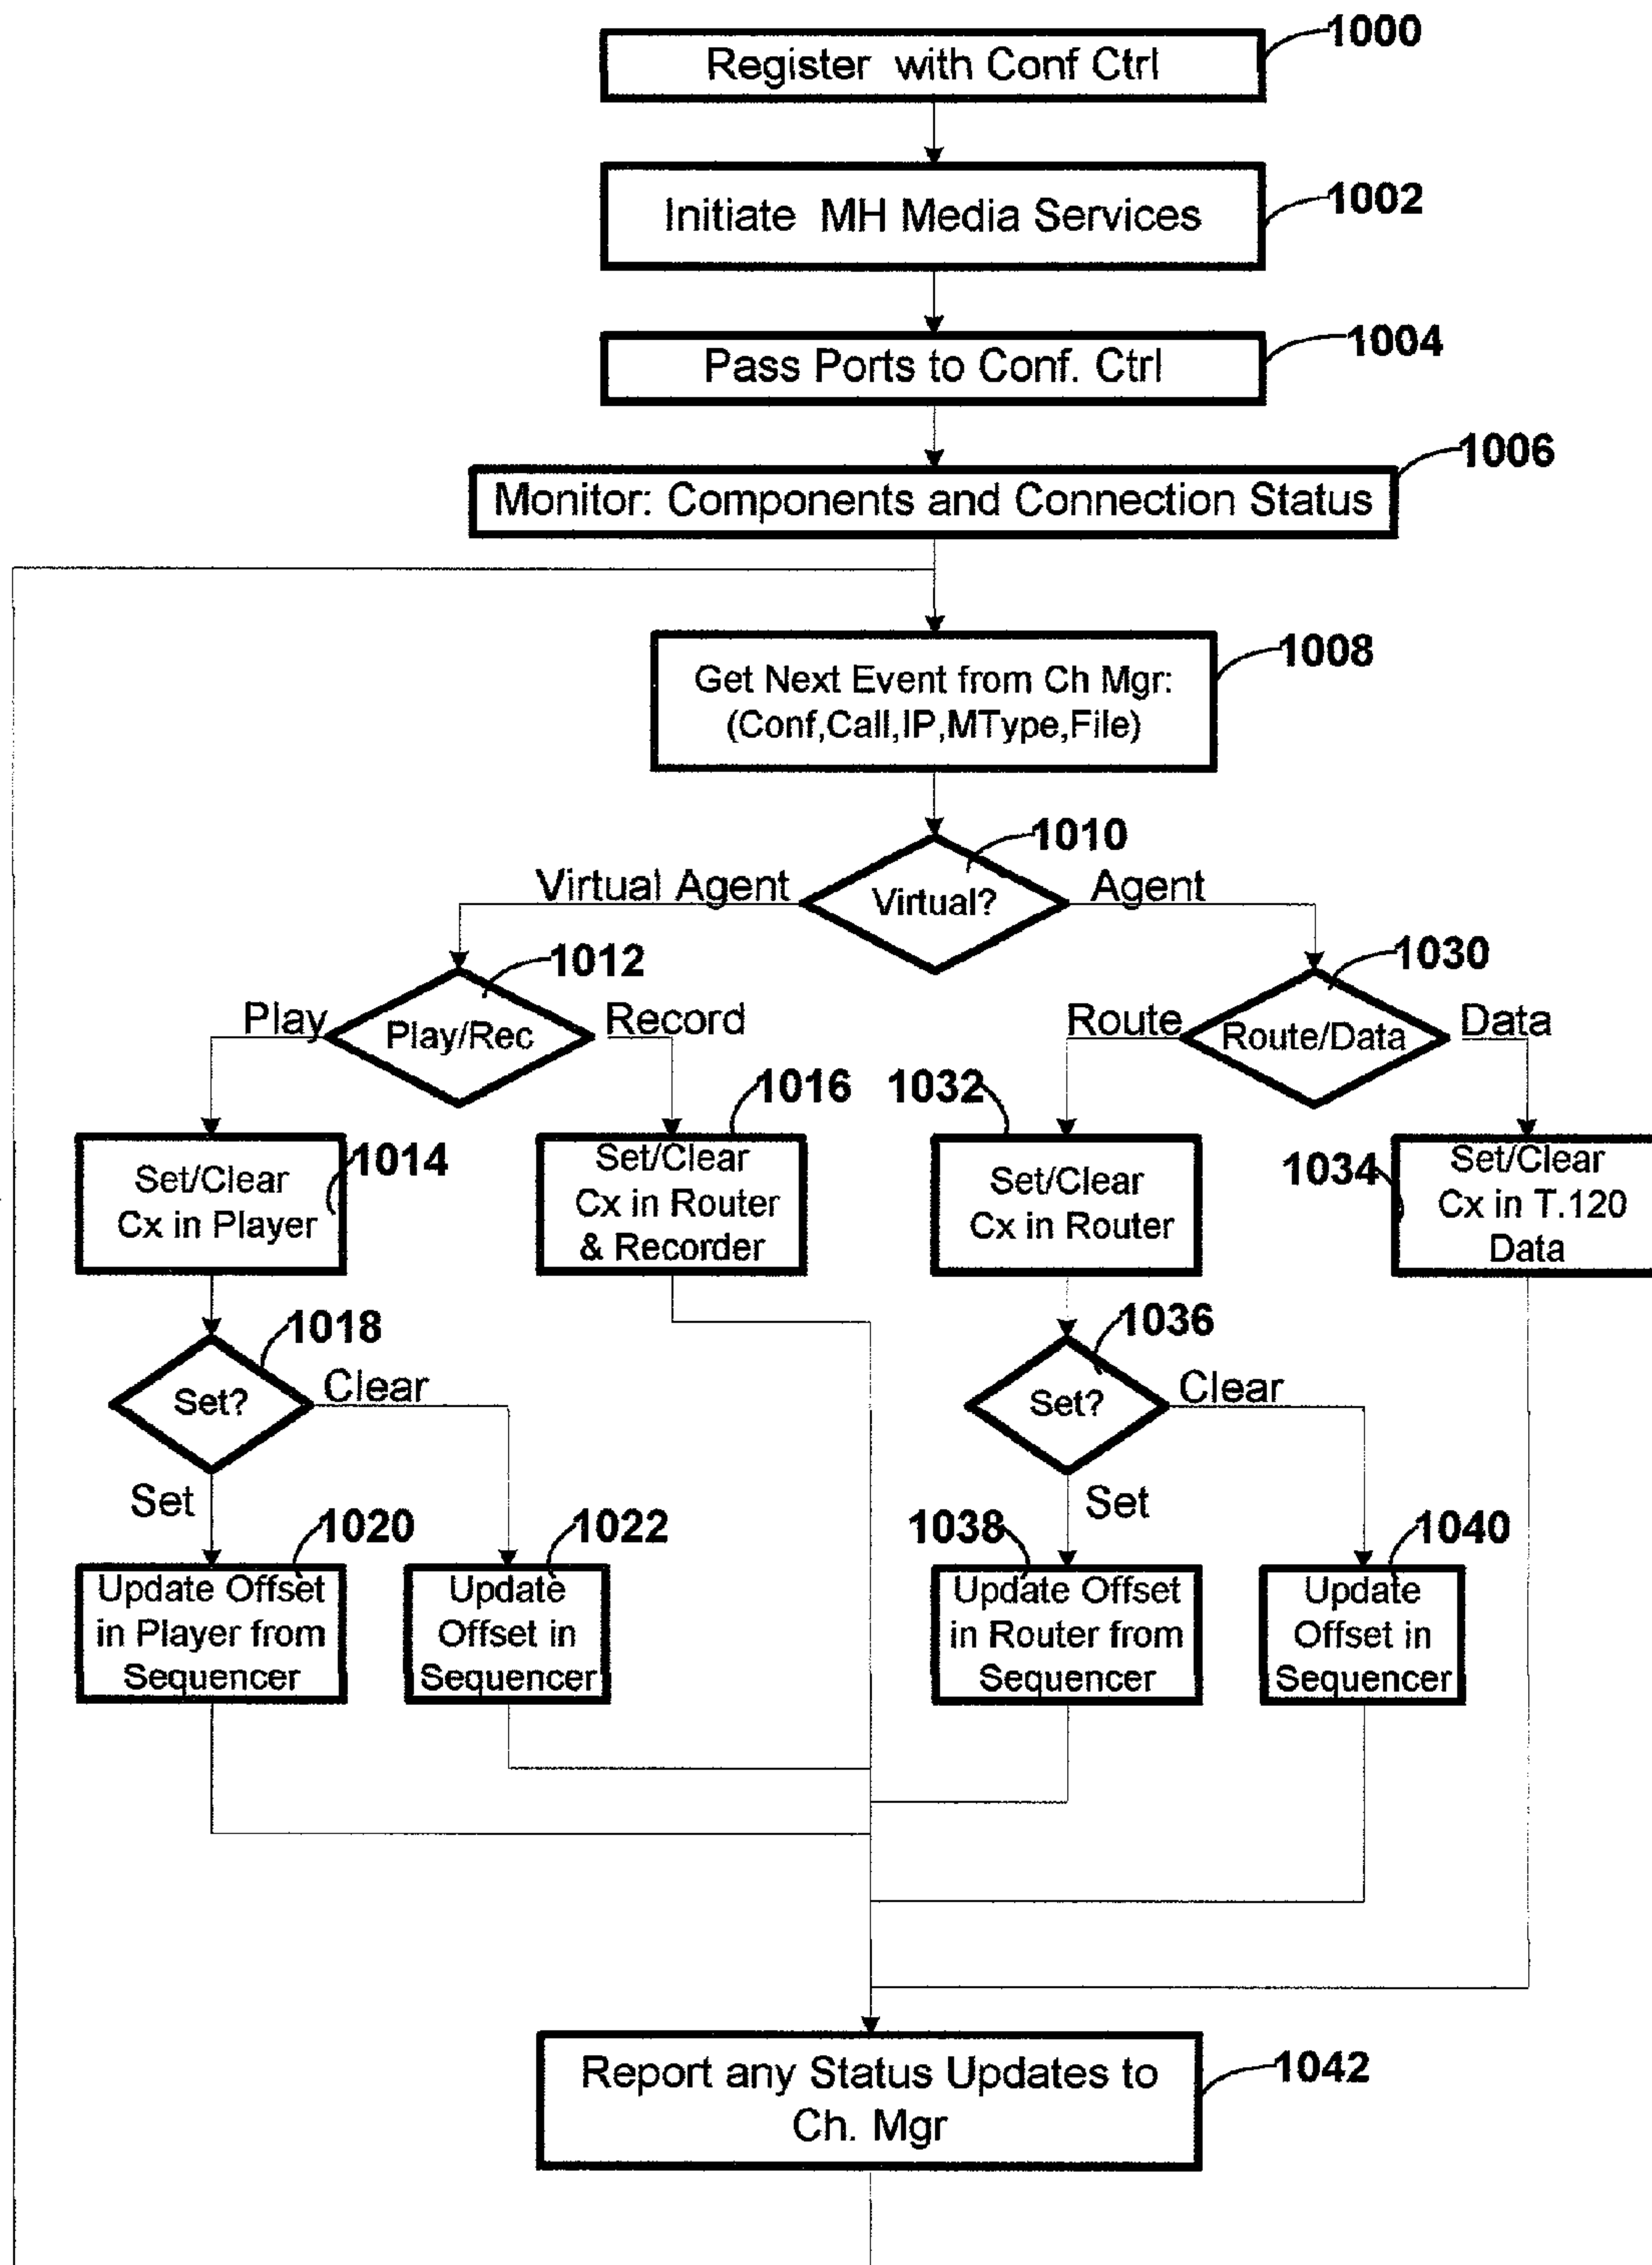 1000
Register with Conf Ctrl
1002
Initiate MH Media Services
1004
Pass Ports to Conf. Ctrl
1006
Monitor: Components and Connection Status
1008
Get Next Event from Ch Mgr:
(Conf,Call,IP,MType,File)
1010
Virtual Agent
Virtual?
Agent
1012
1030
Play
Play/Rec
Record
Route
Route/Data
Data
1014
Set/Clear
Cx in Player
1016
Set/Clear
Cx in Router
& Recorder
1032
Set/Clear
Cx in Router
1034
Set/Clear
Cx in T.120
Data
1018
Set?
Clear
Set
1036
Set?
Clear
Set
1020
Update Offset
in Player from
Sequencer
1022
Update
Offset in
Sequencer
1038
Update Offset
in Router from
Sequencer
1040
Update
Offset in
Sequencer
Report any Status Updates to
Ch. Mgr
1042